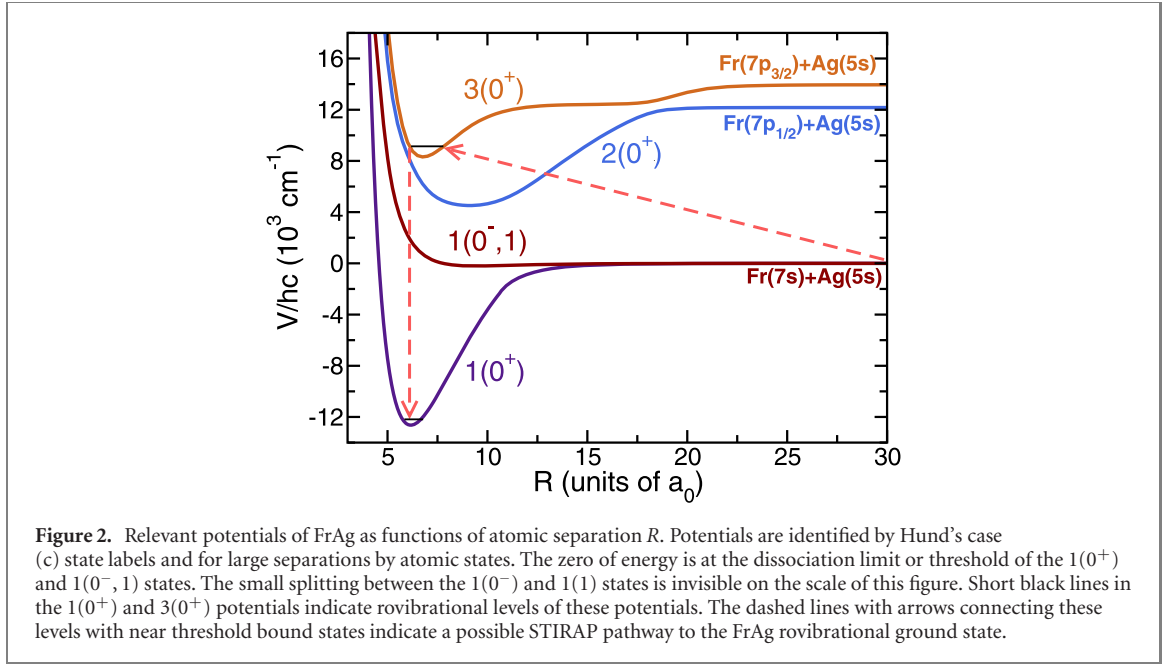 16
12
8
4
0
-4
-8
-12
V/hc (10³ cm⁻¹)
3(0⁺)
Fr(7p₃/₂)+Ag(5s)
Fr(7p₁/₂)+Ag(5s)
2(0⁺)
1(0⁻,1)
Fr(7s)+Ag(5s)
1(0⁺)
5 10 15 20 25 30
R (units of a₀)
Figure 2. Relevant potentials of FrAg as functions of atomic separation R. Potentials are identified by Hund’s case
(c) state labels and for large separations by atomic states. The zero of energy is at the dissociation limit or threshold of the 1(0⁺)
and 1(0⁻, 1) states. The small splitting between the 1(0⁻) and 1(1) states is invisible on the scale of this figure. Short black lines in
the 1(0⁺) and 3(0⁺) potentials indicate rovibrational levels of these potentials. The dashed lines with arrows connecting these
levels with near threshold bound states indicate a possible STIRAP pathway to the FrAg rovibrational ground state.